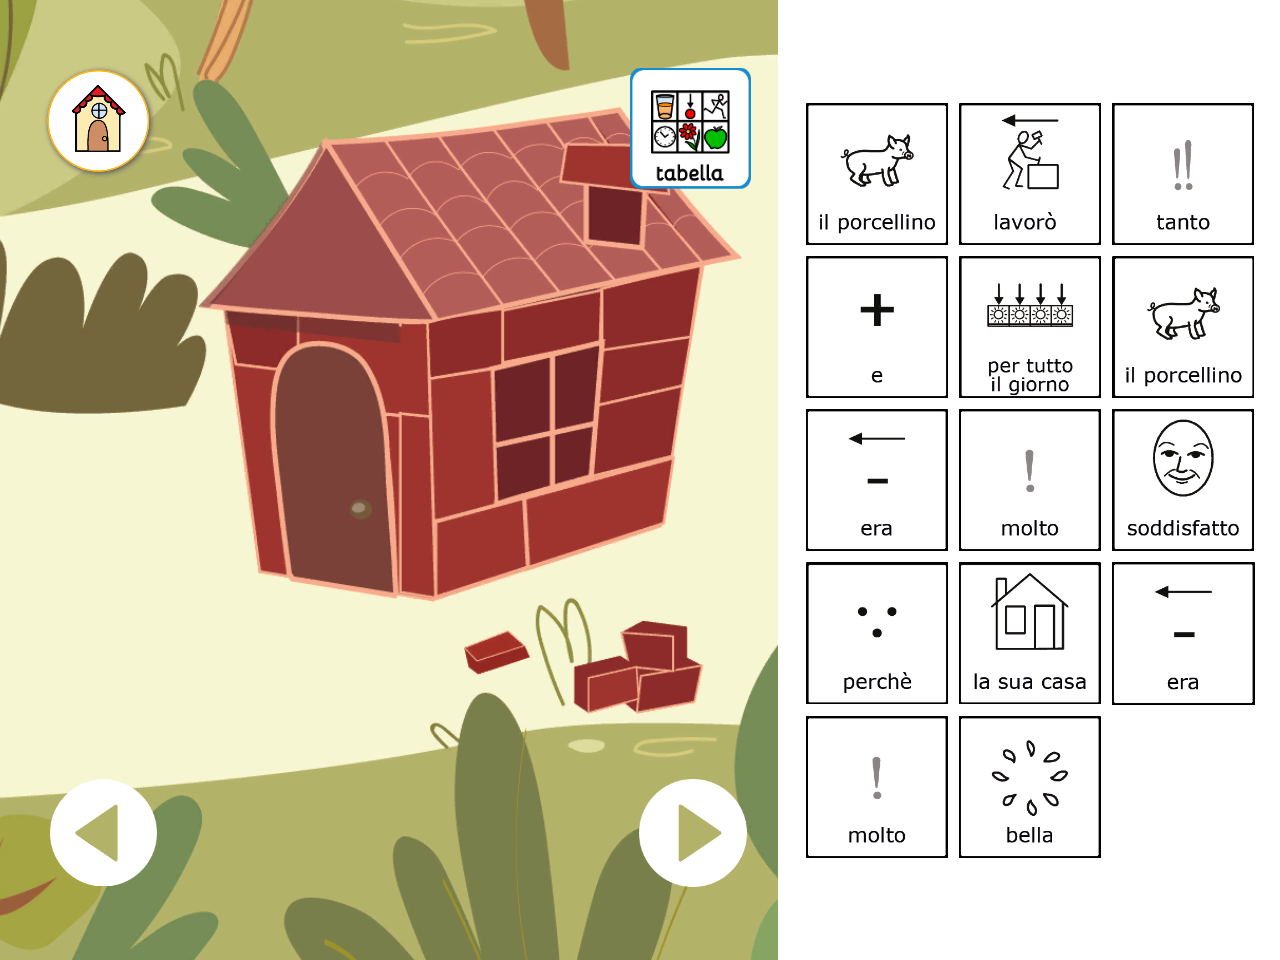 tabella
il porcellino
lavorò
tanto
e
per tutto
il giorno
il porcellino
era
molto
soddisfatto
perchè
la sua casa
era
molto
bella